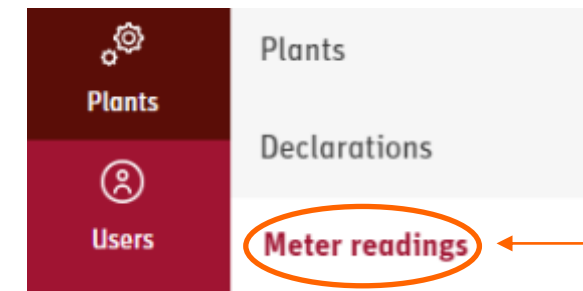 Plants
Users
Plants
Declarations
Meter readings